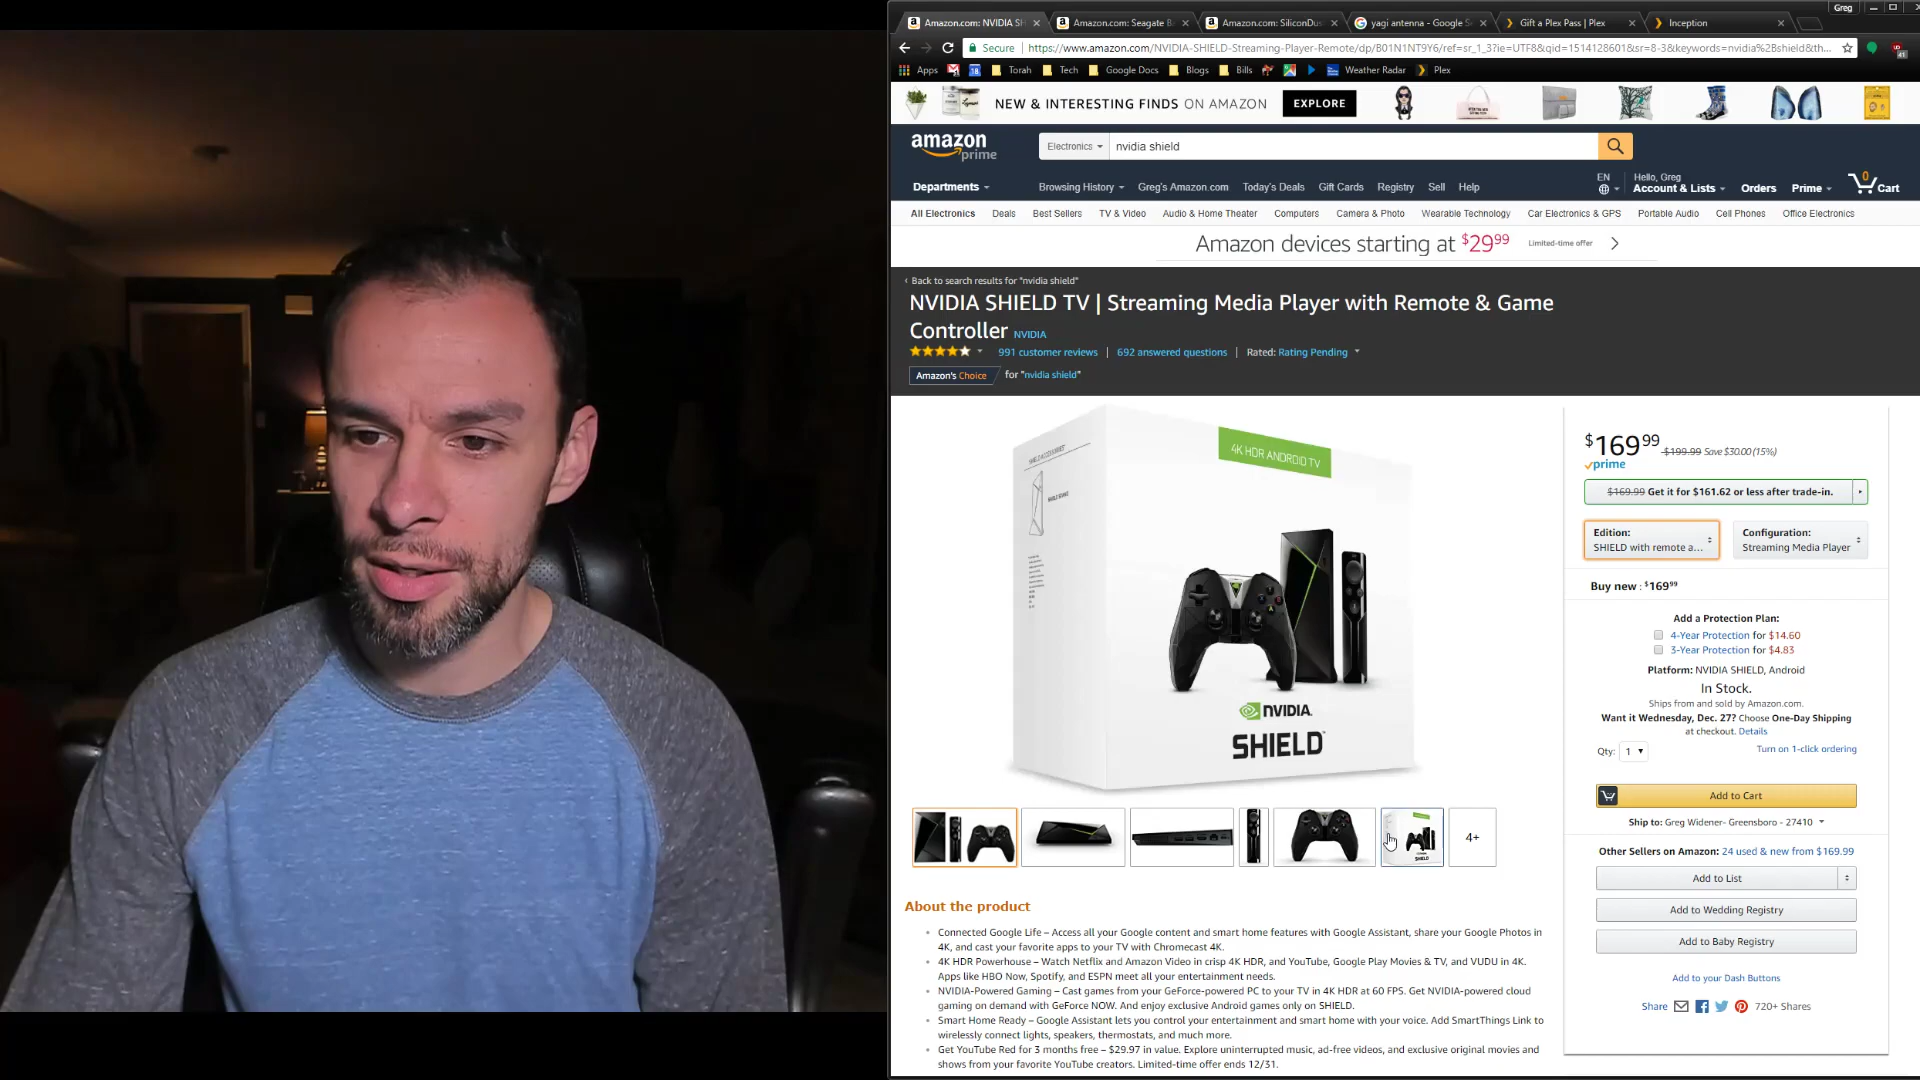 Greg
Amazon.com: NVIDIA SH
Amazon.com: Seagate B
Amazon.com: SiliconDus
yagi antenna - Google S
Gift a Plex Pass | Plex
Inception
Secure
https://www.amazon.com/NVIDIA-SHIELD-Streaming-Player-Remote/dp/B01N1NT9Y6/ref=sr_1_3?ie=UTF8&qid=1514128601&sr=8-3&keywords=nvidia%2Bshield&th...
Apps
18
Torah
Tech
Google Docs
Blogs
Bills
Weather Radar
Plex
NEW & INTERESTING FINDS ON AMAZON
EXPLORE
amazon
prime
Electronics
nvidia shield
Departments
Browsing History
Greg's Amazon.com
Today's Deals
Gift Cards
Registry
Sell
Help
EN
Hello, Greg
Account & Lists
Orders
Prime
0
Cart
All Electronics
Deals
Best Sellers
TV & Video
Audio & Home Theater
Computers
Camera & Photo
Wearable Technology
Car Electronics & GPS
Portable Audio
Cell Phones
Office Electronics
Amazon devices starting at $29.99
Limited-time offer
‹ Back to search results for "nvidia shield"
NVIDIA SHIELD TV | Streaming Media Player with Remote & Game
Controller NVIDIA
991 customer reviews | 692 answered questions | Rated: Rating Pending
Amazon's Choice for "nvidia shield"
4K HDR ANDROID TV
NVIDIA.
SHIELD
4+
$169 99 $199.99 Save $30.00 (15%)
prime
$169.99 Get it for $161.62 or less after trade-in.
Edition:
SHIELD with remote a...
Configuration:
Streaming Media Player
Buy new : $169 99
Add a Protection Plan:
4-Year Protection for $14.60
3-Year Protection for $4.83
Platform: NVIDIA SHIELD, Android
In Stock.
Ships from and sold by Amazon.com.
Want it Wednesday, Dec. 27? Choose One-Day Shipping
at checkout. Details
Qty: 1
Turn on 1-click ordering
Add to Cart
Ship to: Greg Widener- Greensboro - 27410
Other Sellers on Amazon: 24 used & new from $169.99
Add to List
Add to Wedding Registry
Add to Baby Registry
Add to your Dash Buttons
Share
720+ Shares
About the product
Connected Google Life – Access all your Google content and smart home features with Google Assistant, share your Google Photos in
4K, and cast your favorite apps to your TV with Chromecast 4K.
4K HDR Powerhouse – Watch Netflix and Amazon Video in crisp 4K HDR, and YouTube, Google Play Movies & TV, and VUDU in 4K.
Apps like HBO Now, Spotify, and ESPN meet all your entertainment needs.
NVIDIA-Powered Gaming – Cast games from your GeForce-powered PC to your TV in 4K HDR at 60 FPS. Get NVIDIA-powered cloud
gaming on demand with GeForce NOW. And enjoy exclusive Android games only on SHIELD.
Smart Home Ready – Google Assistant lets you control your entertainment and smart home with your voice. Add SmartThings Link to
wirelessly connect lights, speakers, thermostats, and much more.
Get YouTube Red for 3 months free – $29.97 in value. Explore uninterrupted music, ad-free videos, and exclusive original movies and
shows from your favorite YouTube creators. Limited-time offer ends 12/31.